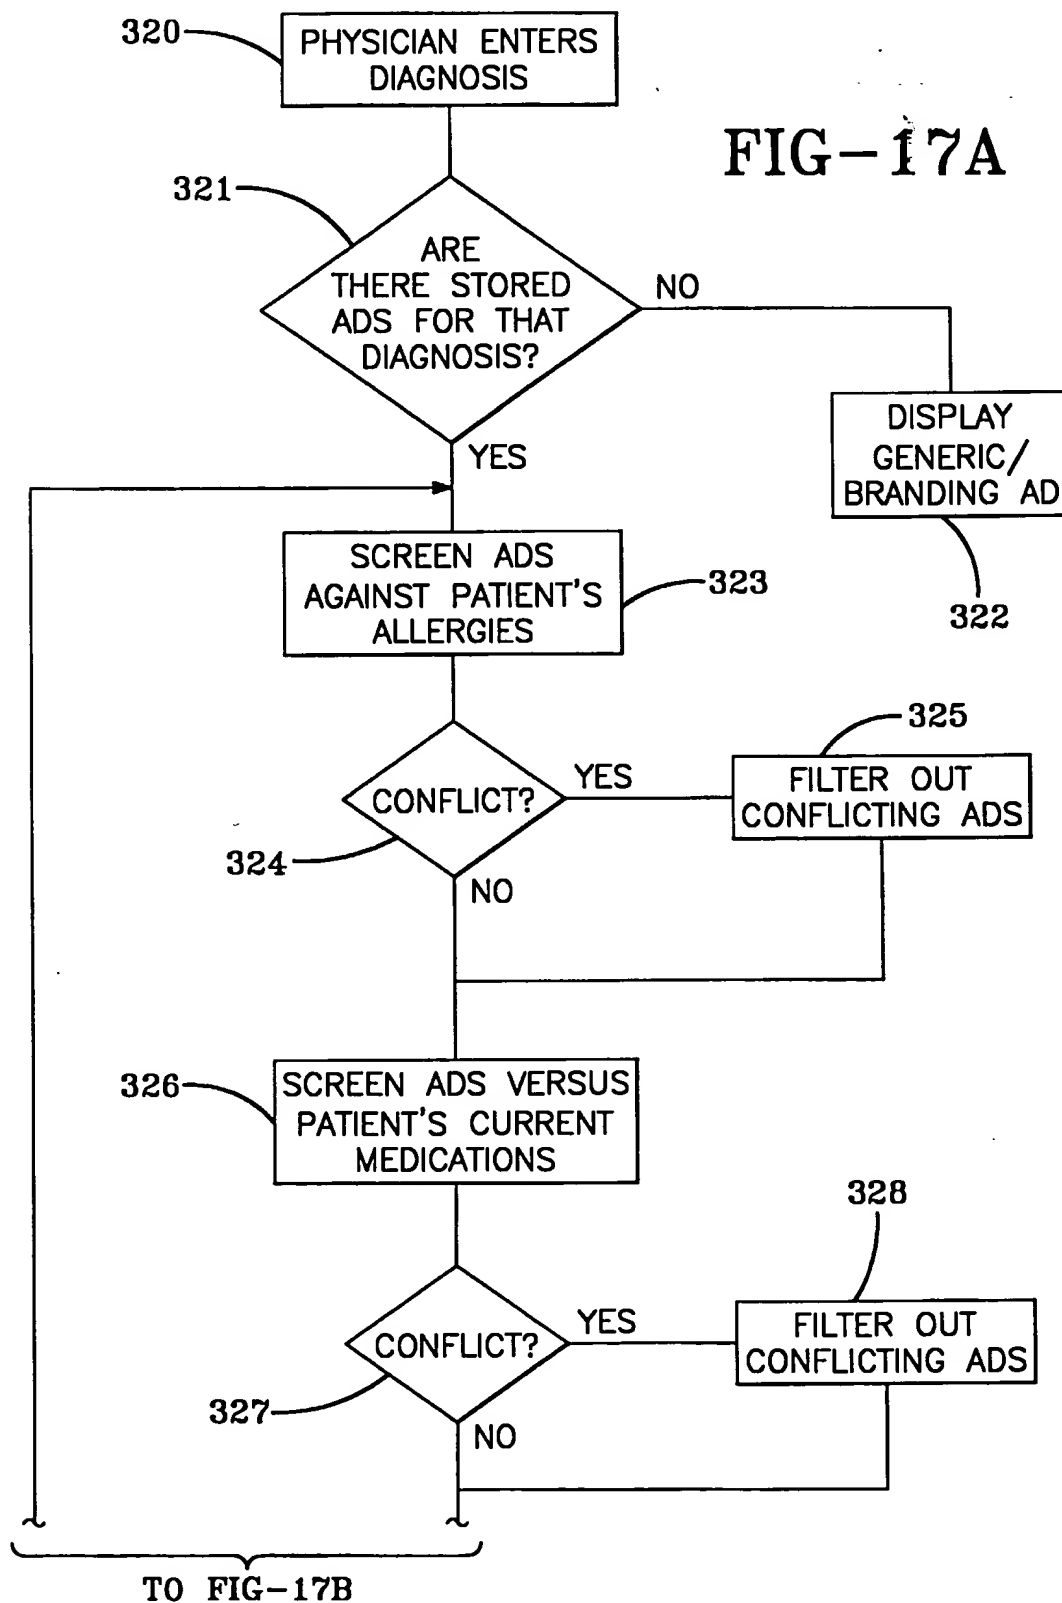 320
PHYSICIAN ENTERS
DIAGNOSIS
FIG-17A
321
ARE
THERE STORED
ADS FOR THAT
DIAGNOSIS?
NO
YES
DISPLAY
GENERIC/
BRANDING AD
322
SCREEN ADS
AGAINST PATIENT'S
ALLERGIES
323
CONFLICT?
324
YES
NO
325
FILTER OUT
CONFLICTING ADS
326
SCREEN ADS VERSUS
PATIENT'S CURRENT
MEDICATIONS
CONFLICT?
327
YES
NO
328
FILTER OUT
CONFLICTING ADS
TO FIG-17B